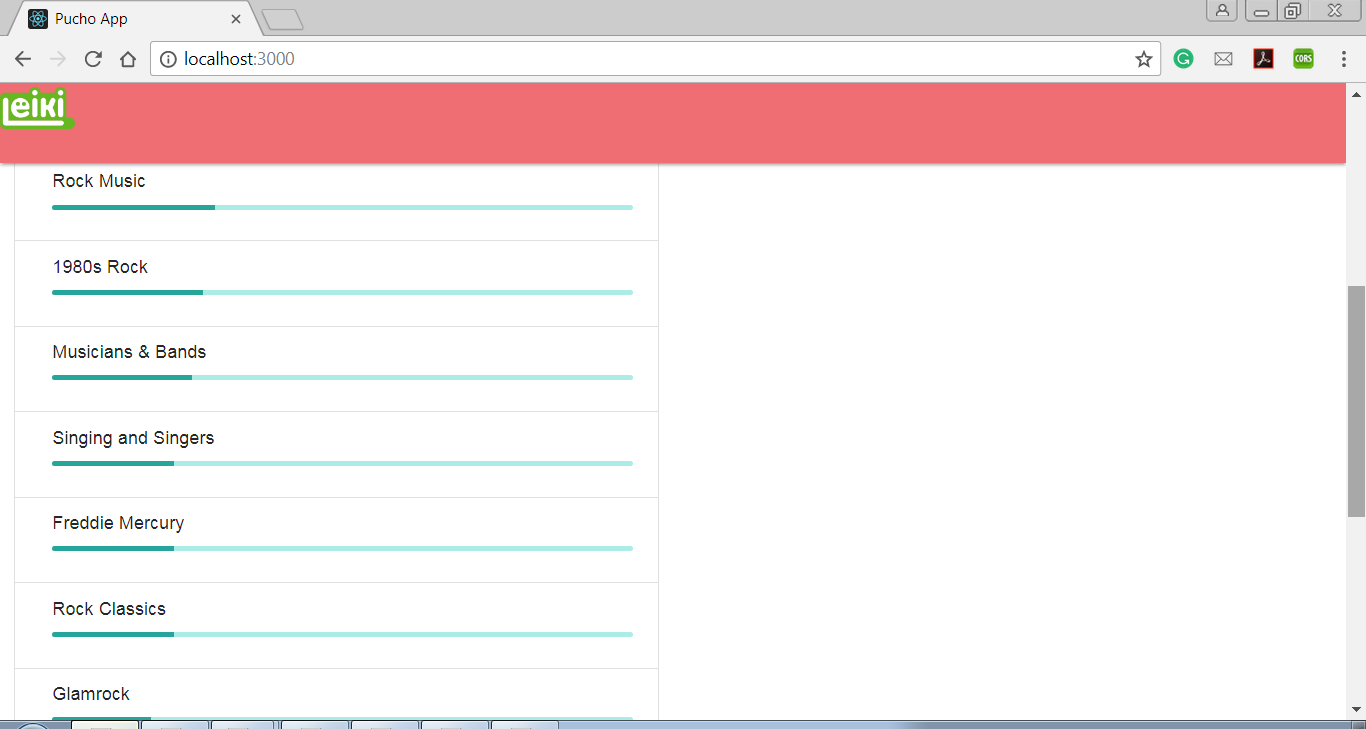 Pucho App
localhost:3000
CORS
leiki
Rock Music
1980s Rock
Musicians & Bands
Singing and Singers
Freddie Mercury
Rock Classics
Glamrock